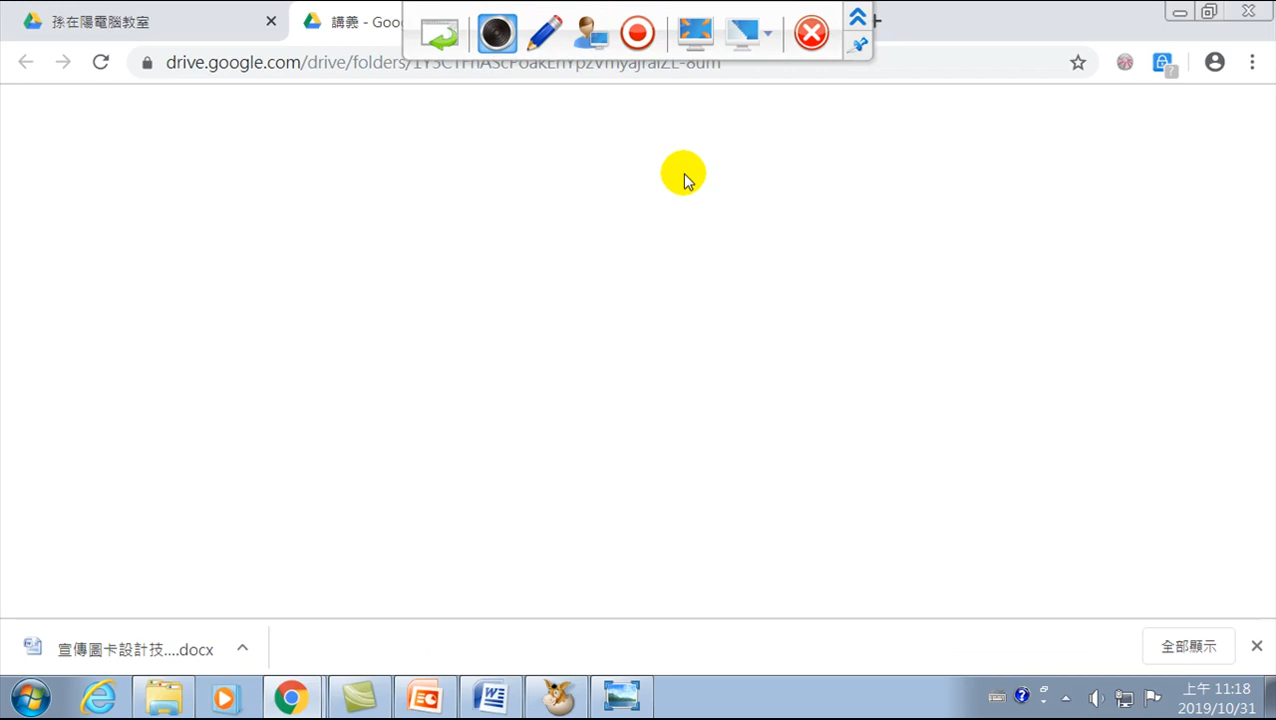 孫在陽電腦教室
講義 - Goo
drive.google.com/drive/folders/
宣傳圖卡設計技....docx
全部顯示
上午 11:18
2019/10/31